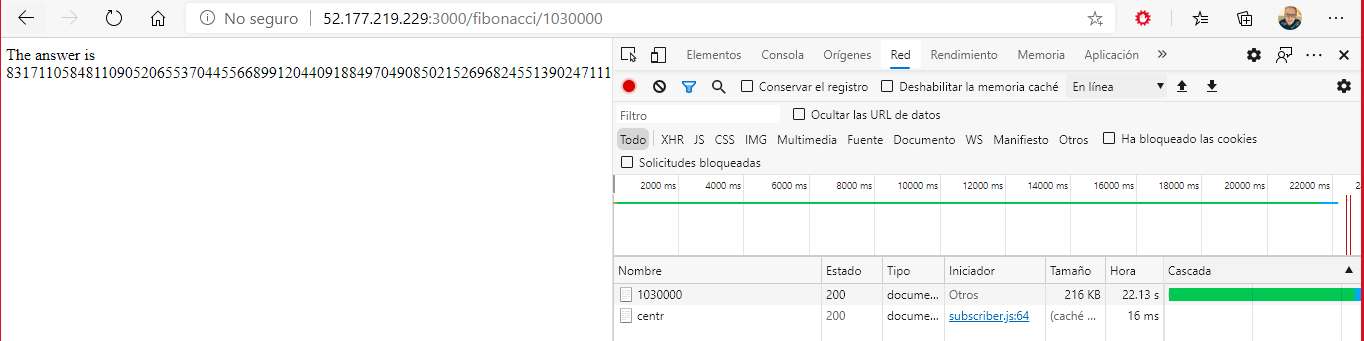 No seguro 52.177.219.229:3000/fibonacci/1030000
The answer is
Elementos Consola Orígenes Red Rendimiento Memoria Aplicación
8317110584811090520655370445566899120440918849704908502152696824551390247111
Conservar el registro Deshabilitar la memoria caché En línea
Filtro Ocultar las URL de datos
Todo XHR JS CSS IMG Multimedia Fuente Documento WS Manifiesto Otros Ha bloqueado las cookies
Solicitudes bloqueadas
2000 ms 4000 ms 6000 ms 8000 ms 10000 ms 12000 ms 14000 ms 16000 ms 18000 ms 20000 ms 22000 ms
Nombre Estado Tipo Iniciador Tamaño Hora Cascada
1030000 200 docume... Otros 216 KB 22.13 s
centr 200 docume... subscriber.js:64 (caché ... 16 ms